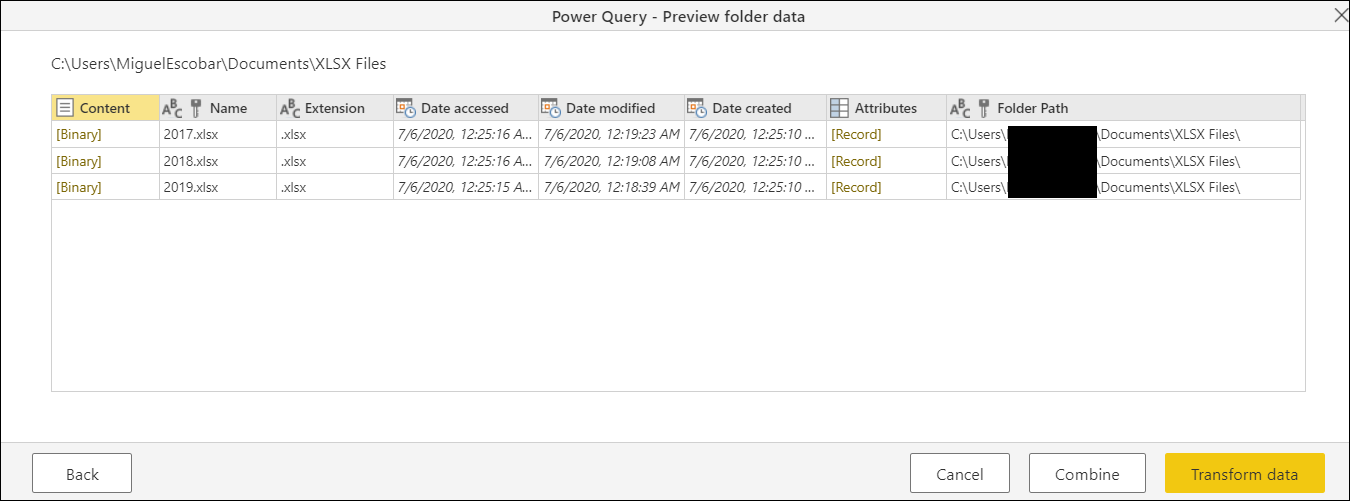 Power Query - Preview folder data
C:\Users\MiguelEscobar\Documents\XLSX Files
Content Name Extension Date accessed Date modified Date created Attributes Folder Path
[Binary] 2017.xlsx .xlsx 7/6/2020, 12:25:16 A... 7/6/2020, 12:19:23 AM 7/6/2020, 12:25:10 ... [Record] C:\Users\ \Documents\XLSX Files\
[Binary] 2018.xlsx .xlsx 7/6/2020, 12:25:16 A... 7/6/2020, 12:19:08 AM 7/6/2020, 12:25:10 ... [Record] C:\Users\ \Documents\XLSX Files\
[Binary] 2019.xlsx .xlsx 7/6/2020, 12:25:15 A... 7/6/2020, 12:18:39 AM 7/6/2020, 12:25:10 ... [Record] C:\Users\ \Documents\XLSX Files\
Back Cancel Combine Transform data